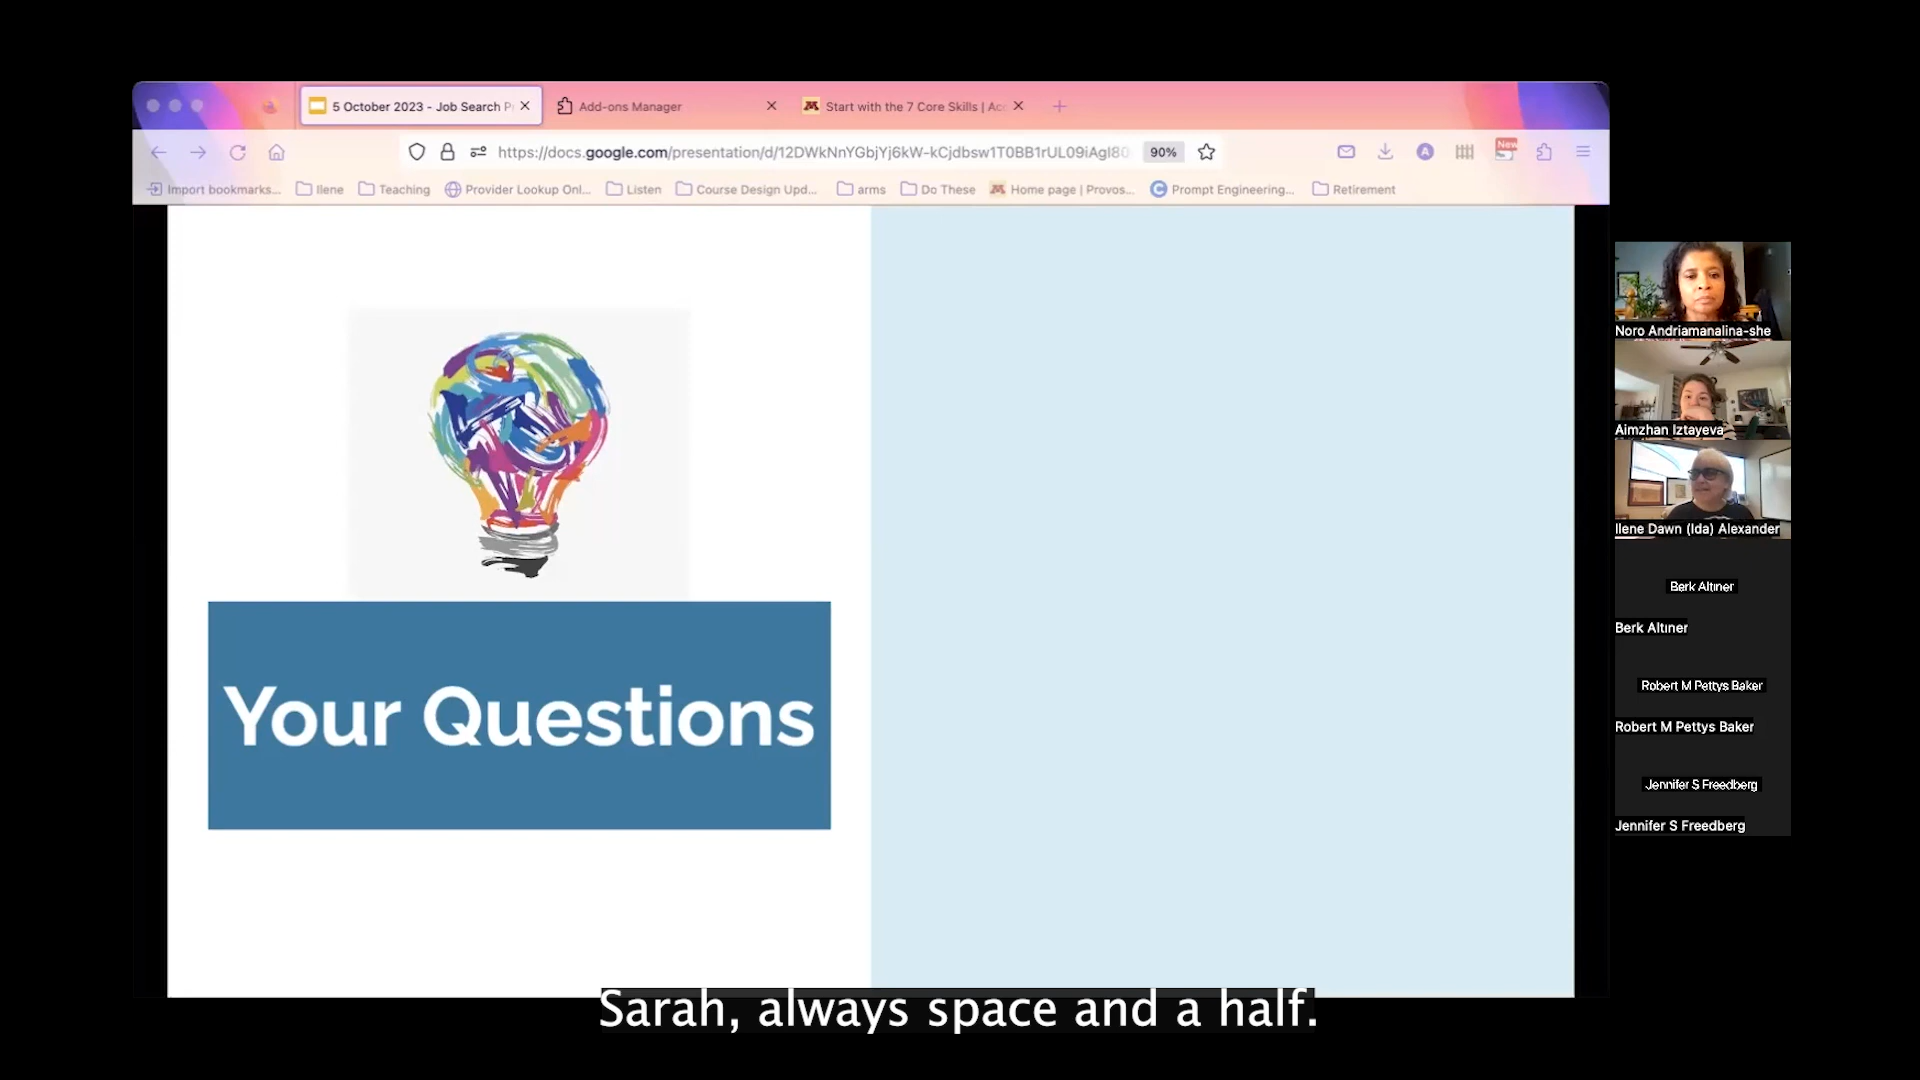 5 October 2023 - Job Search P
Add-ons Manager
Start with the 7 Core Skills | Acc
https://docs.google.com/presentation/d/12DWkNnYGbjYj6kW-kCjdbsw1T0BB1rUL09iAgI80
90%
A
New
Import bookmarks...
Ilene
Teaching
Provider Lookup Onl...
Listen
Course Design Upd...
arms
Do These
Home page | Provos...
Prompt Engineering...
Retirement
Your Questions
Noro Andriamanalina-she
Aimzhan Iztayeva
Ilene Dawn (Ida) Alexander
Berk Altıner
Berk Altıner
Robert M Pettys Baker
Robert M Pettys Baker
Jennifer S Freedberg
Jennifer S Freedberg
Sarah, always space and a half.